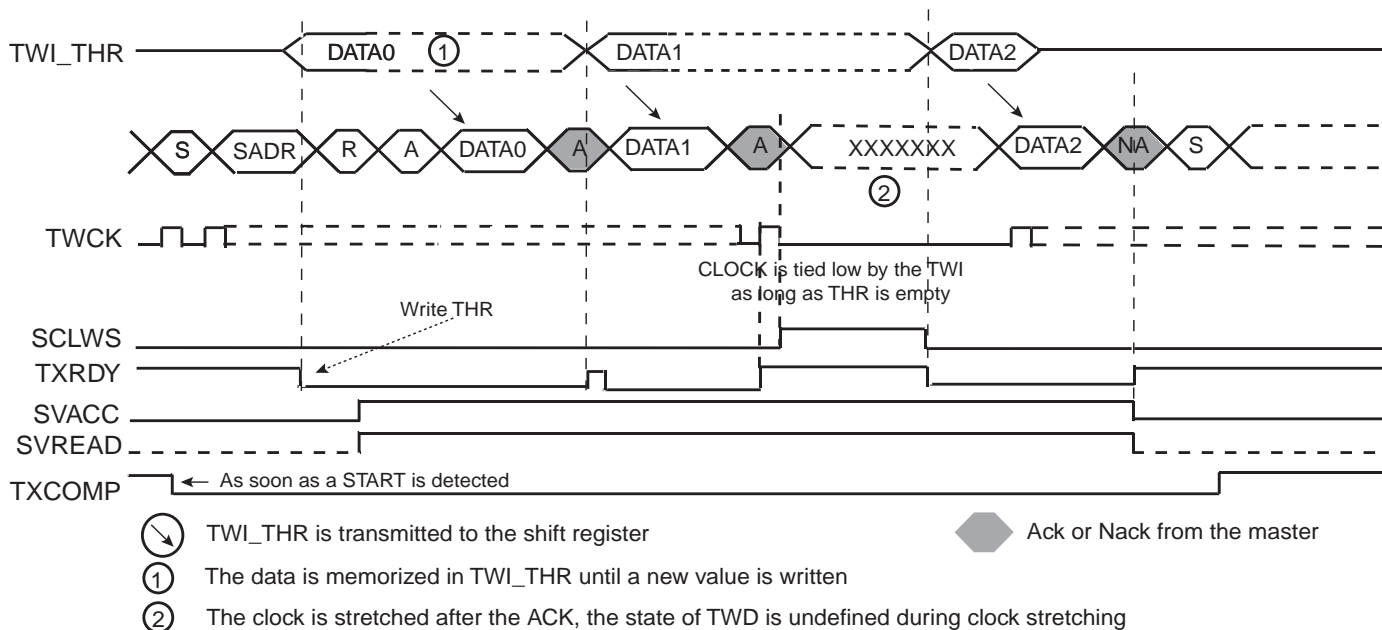 TWI_THR DATA0 1 DATA1 DATA2
S SADR R A DATA0 A DATA1 A XXXXXXX DATA2 NA S
2
TWCK
CLOCK is tied low by the TWI
as long as THR is empty
Write THR
SCLWS
TXRDY
SVACC
SVREAD
TXCOMP As soon as a START is detected
TWI_THR is transmitted to the shift register Ack or Nack from the master
1 The data is memorized in TWI_THR until a new value is written
2 The clock is stretched after the ACK, the state of TWD is undefined during clock stretching